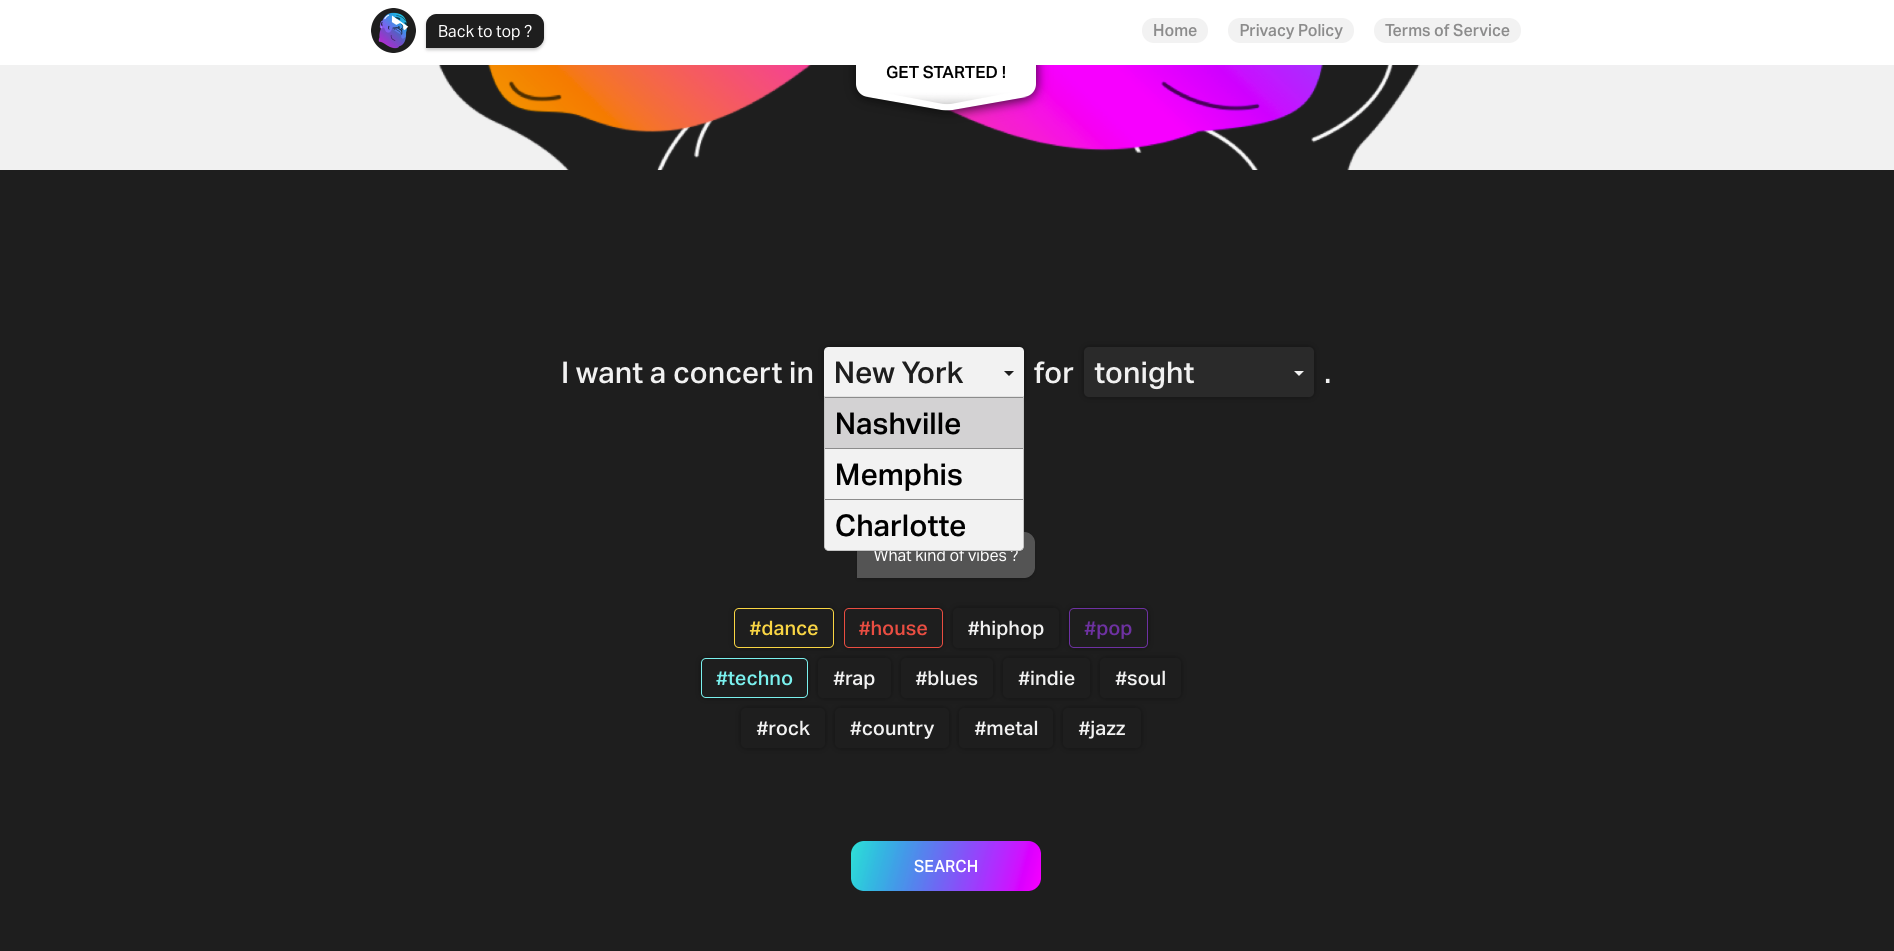 Back to top ?
Home Privacy Policy Terms of Service
GET STARTED !
I want a concert in New York for tonight .
Nashville
Memphis
Charlotte
What kind of vibes ?
#dance #house #hiphop #pop
#techno #rap #blues #indie #soul
#rock #country #metal #jazz
SEARCH